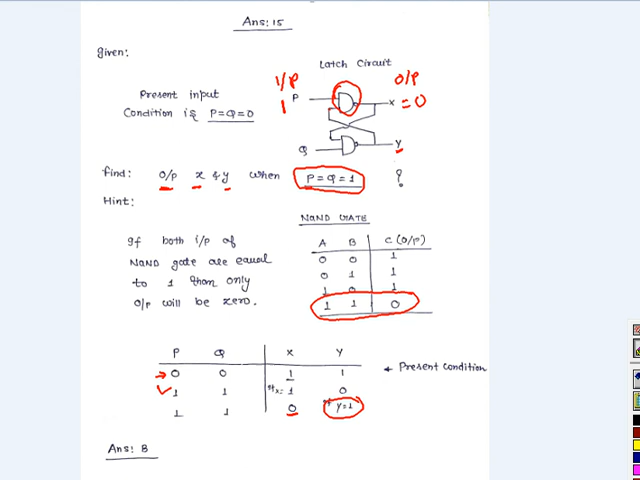 Ans: 15
Given:
Latch Circuit
I/P
O/P
Present input
Condition is P=Q=0
P
1
x
=0
Q
y
find: O/P x & y when P=Q=1 ?
Hint:
NAND GATE
If both i/p of
NAND gate are equal
to 1 than only
O/P will be zero.
A B C (O/P)
0 0 1
0 1 1
1 0 1
1 1 0
P Q X Y
0 0 1 1 ← Present Condition
1 1 If x= 1 0
1 1 0 If y=1
Ans: B